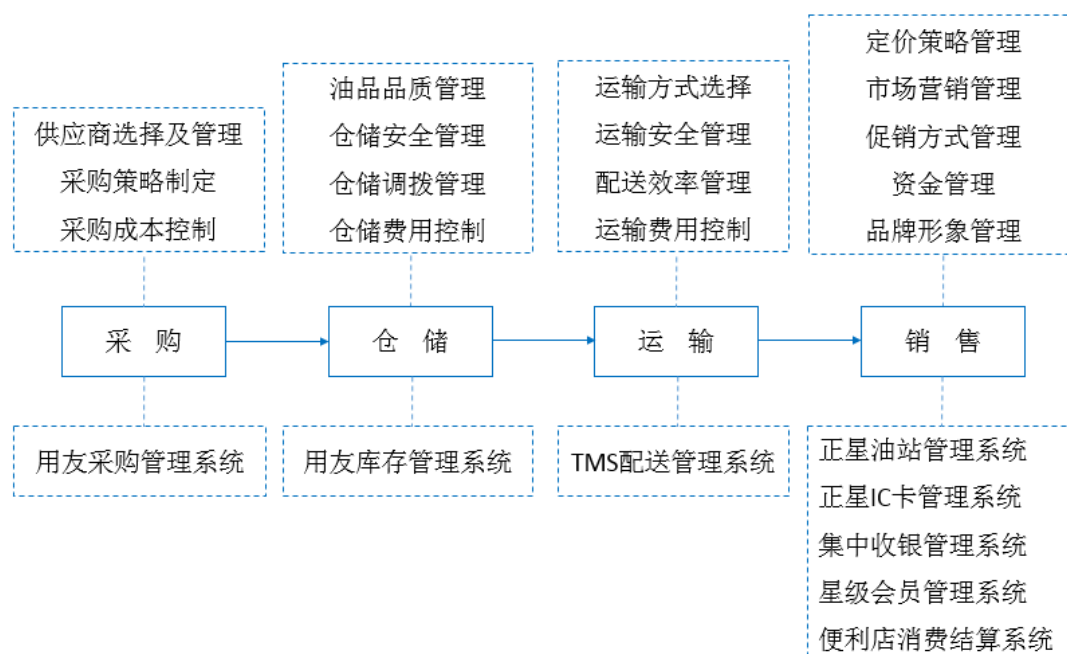 供应商选择及管理
采购策略制定
采购成本控制
油品品质管理
仓储安全管理
仓储调拨管理
仓储费用控制
运输方式选择
运输安全管理
配送效率管理
运输费用控制
定价策略管理
市场营销管理
促销方式管理
资金管理
品牌形象管理
采 购
仓 储
运 输
销 售
用友采购管理系统
用友库存管理系统
TMS配送管理系统
正星油站管理系统
正星IC卡管理系统
集中收银管理系统
星级会员管理系统
便利店消费结算系统